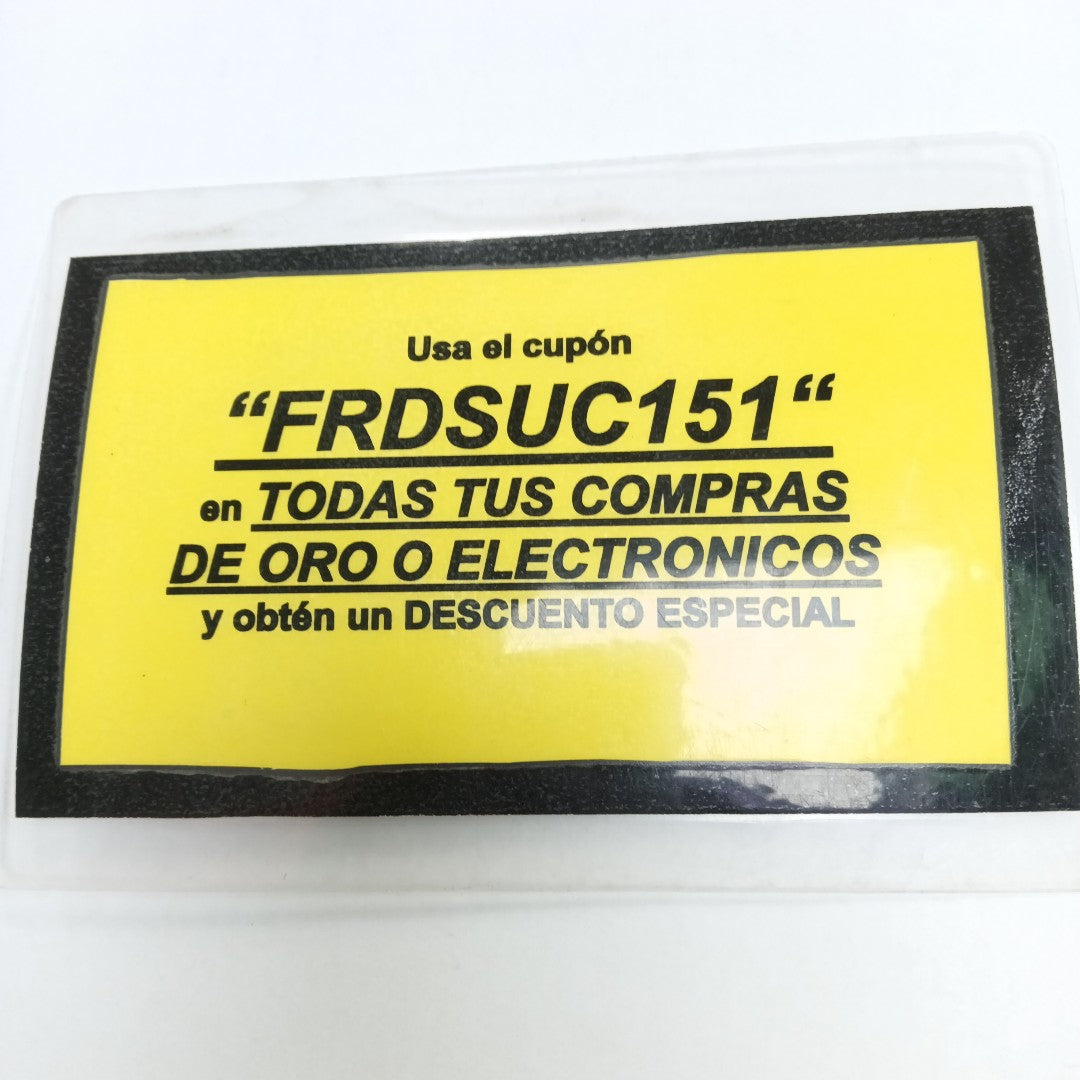 Usa el cupón
“FRDSUC151“
en TODAS TUS COMPRAS
DE ORO O ELECTRONICOS
y obtén un DESCUENTO ESPECIAL